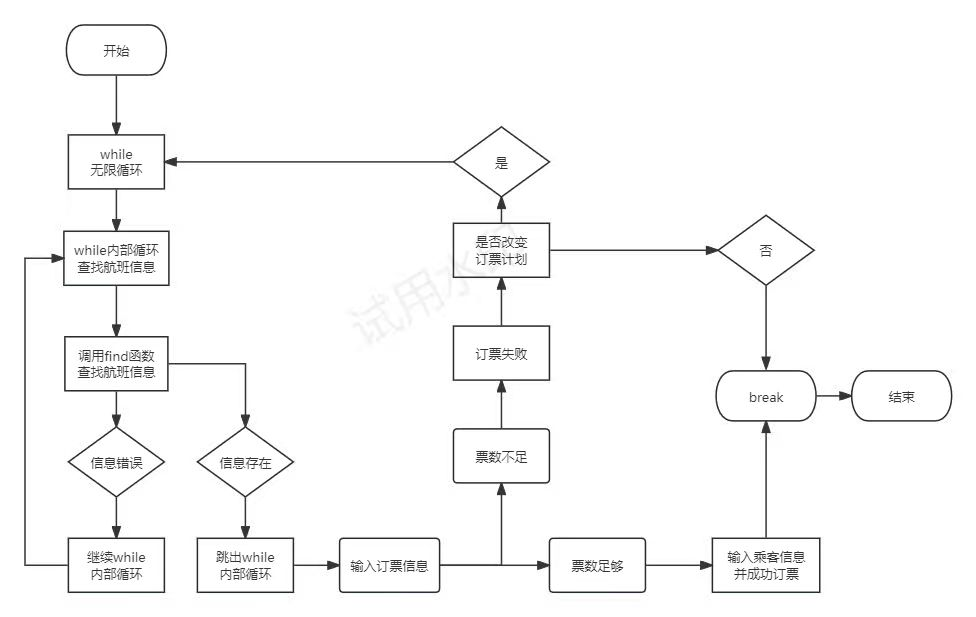 开始
while
无限循环
while内部循环
查找航班信息
调用find函数
查找航班信息
信息错误
信息存在
继续while
内部循环
跳出while
内部循环
输入订票信息
票数不足
订票失败
是否改变
订票计划
是
否
票数足够
输入乘客信息
并成功订票
break
结束
试用水